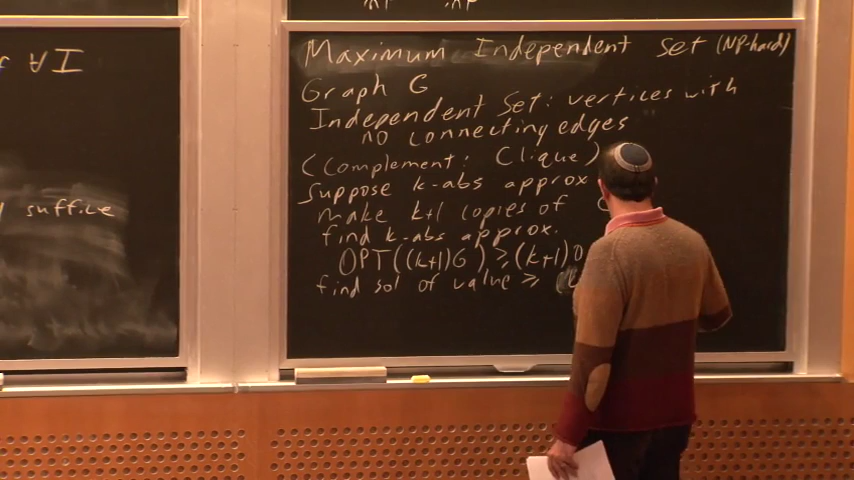 ∀ I
suffice
Maximum Independent Set (NP-hard)
Graph G
Independent Set: vertices with
no connecting edges
(Complement: Clique)
Suppose k-abs approx
make k+1 copies of
find k-abs approx.
OPT((k+1)G) ≥ (k+1)O
find sol of value ≥ (